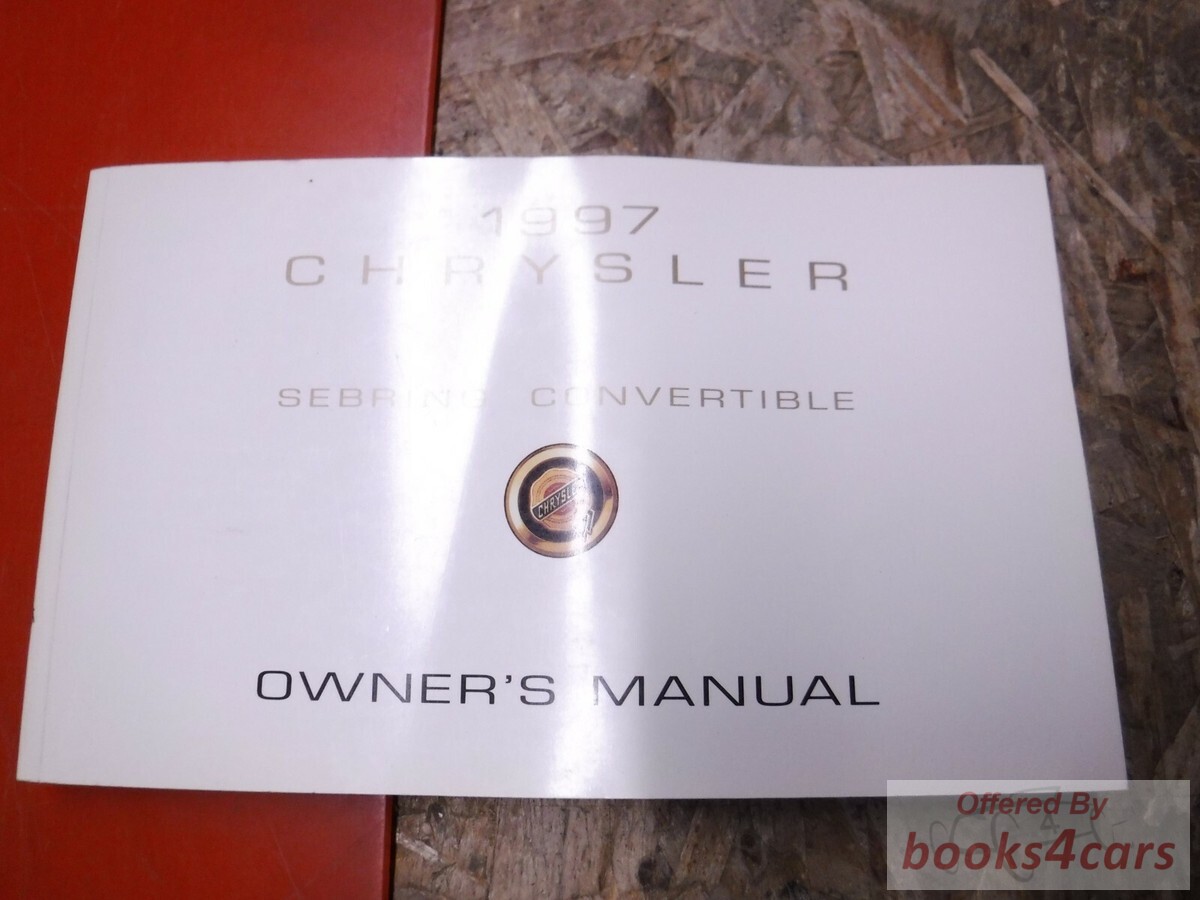 1997
CHRYSLER
SEBRING CONVERTIBLE
CHRYSLER
OWNER'S MANUAL
Offered By
books4cars